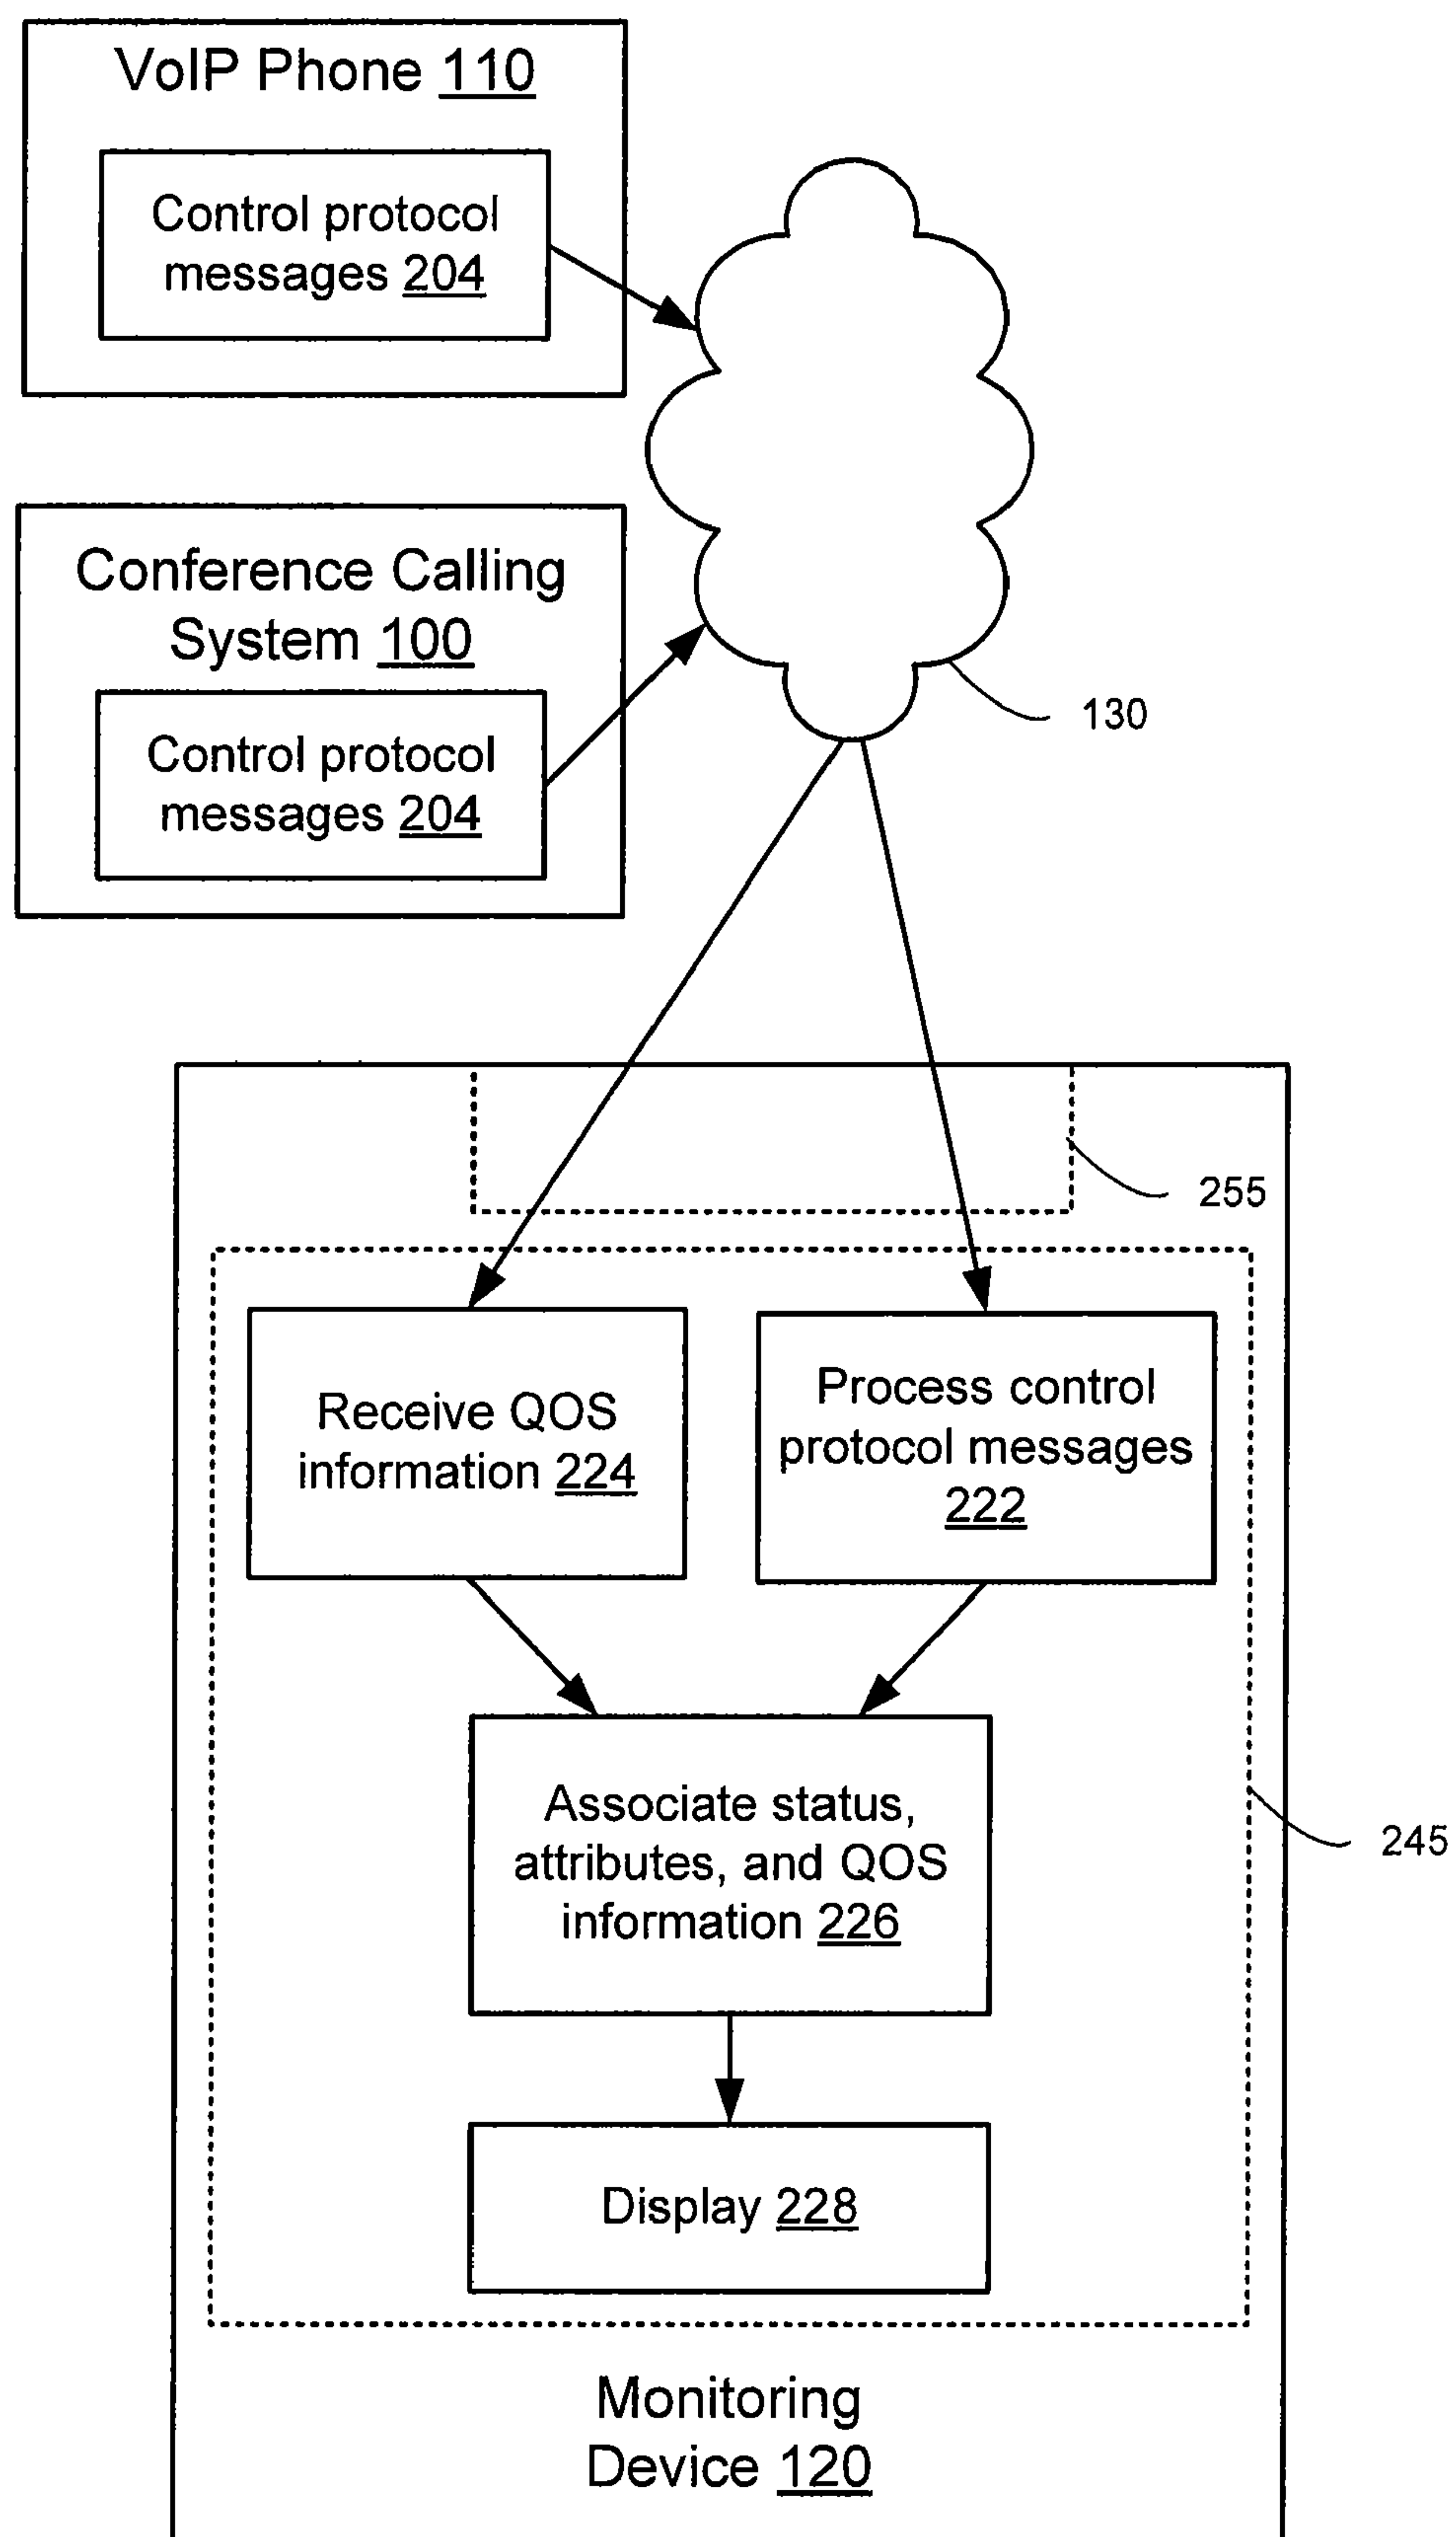 VoIP Phone 110
Control protocol
messages 204
Conference Calling
System 100
Control protocol
messages 204
130
255
Receive QOS
information 224
Process control
protocol messages
222
Associate status,
attributes, and QOS
information 226
245
Display 228
Monitoring
Device 120